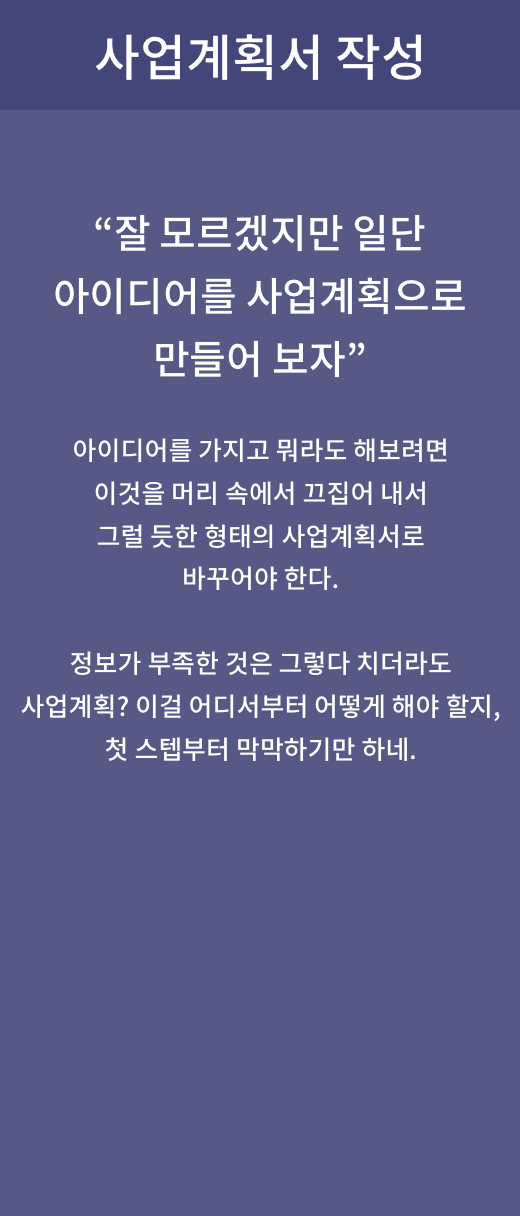 사업계획서 작성
“잘 모르겠지만 일단
아이디어를 사업계획으로
만들어 보자”
아이디어를 가지고 뭐라도 해보려면
이것을 머리 속에서 끄집어 내서
그럴 듯한 형태의 사업계획서로
바꾸어야 한다.
정보가 부족한 것은 그렇다 치더라도
사업계획? 이걸 어디서부터 어떻게 해야 할지,
첫 스텝부터 막막하기만 하네.